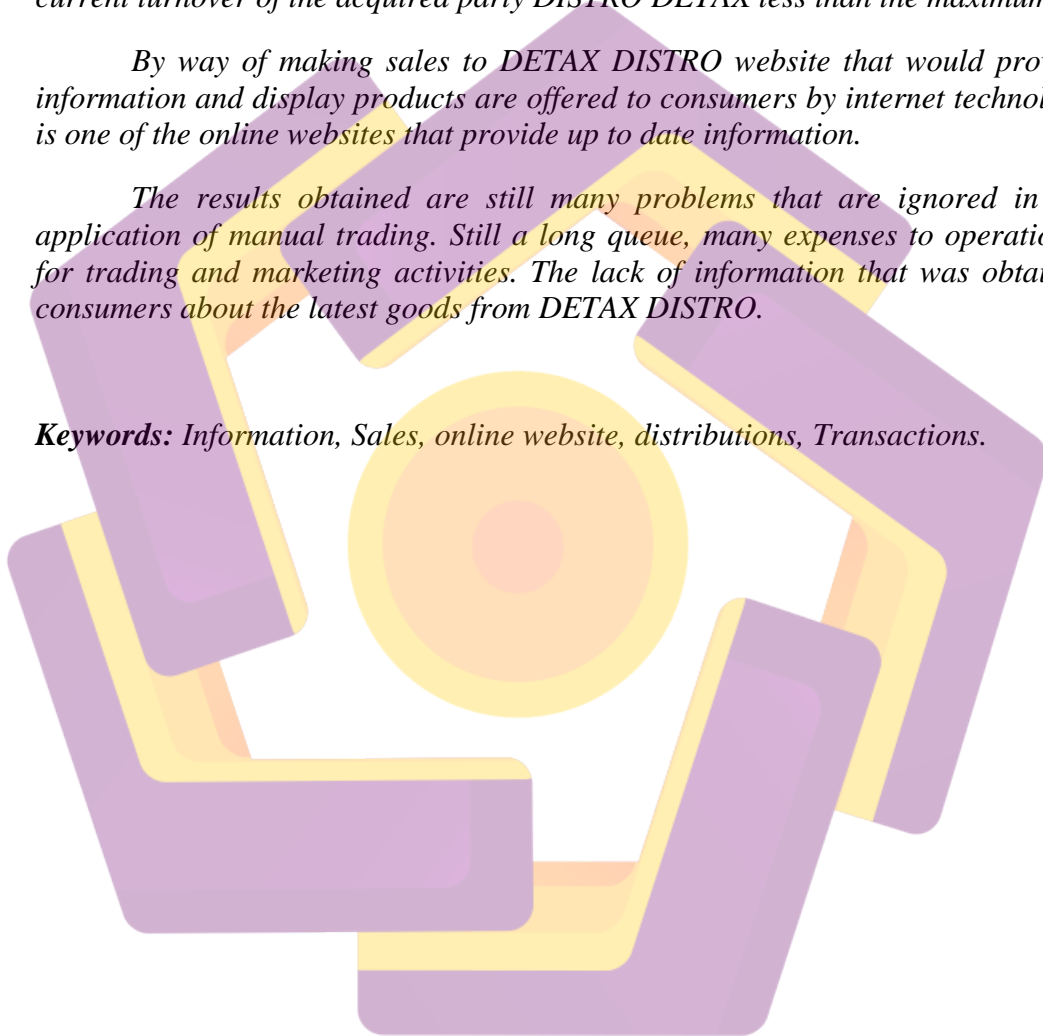 current turnover of the acquired party DISTRO DETAX less than the maximum
By way of making sales to DETAX DISTRO website that would prov
information and display products are offered to consumers by internet technol
is one of the online websites that provide up to date information.
The results obtained are still many problems that are ignored in
application of manual trading. Still a long queue, many expenses to operatio
for trading and marketing activities. The lack of information that was obta
consumers about the latest goods from DETAX DISTRO.
Keywords: Information, Sales, online website, distributions, Transactions.